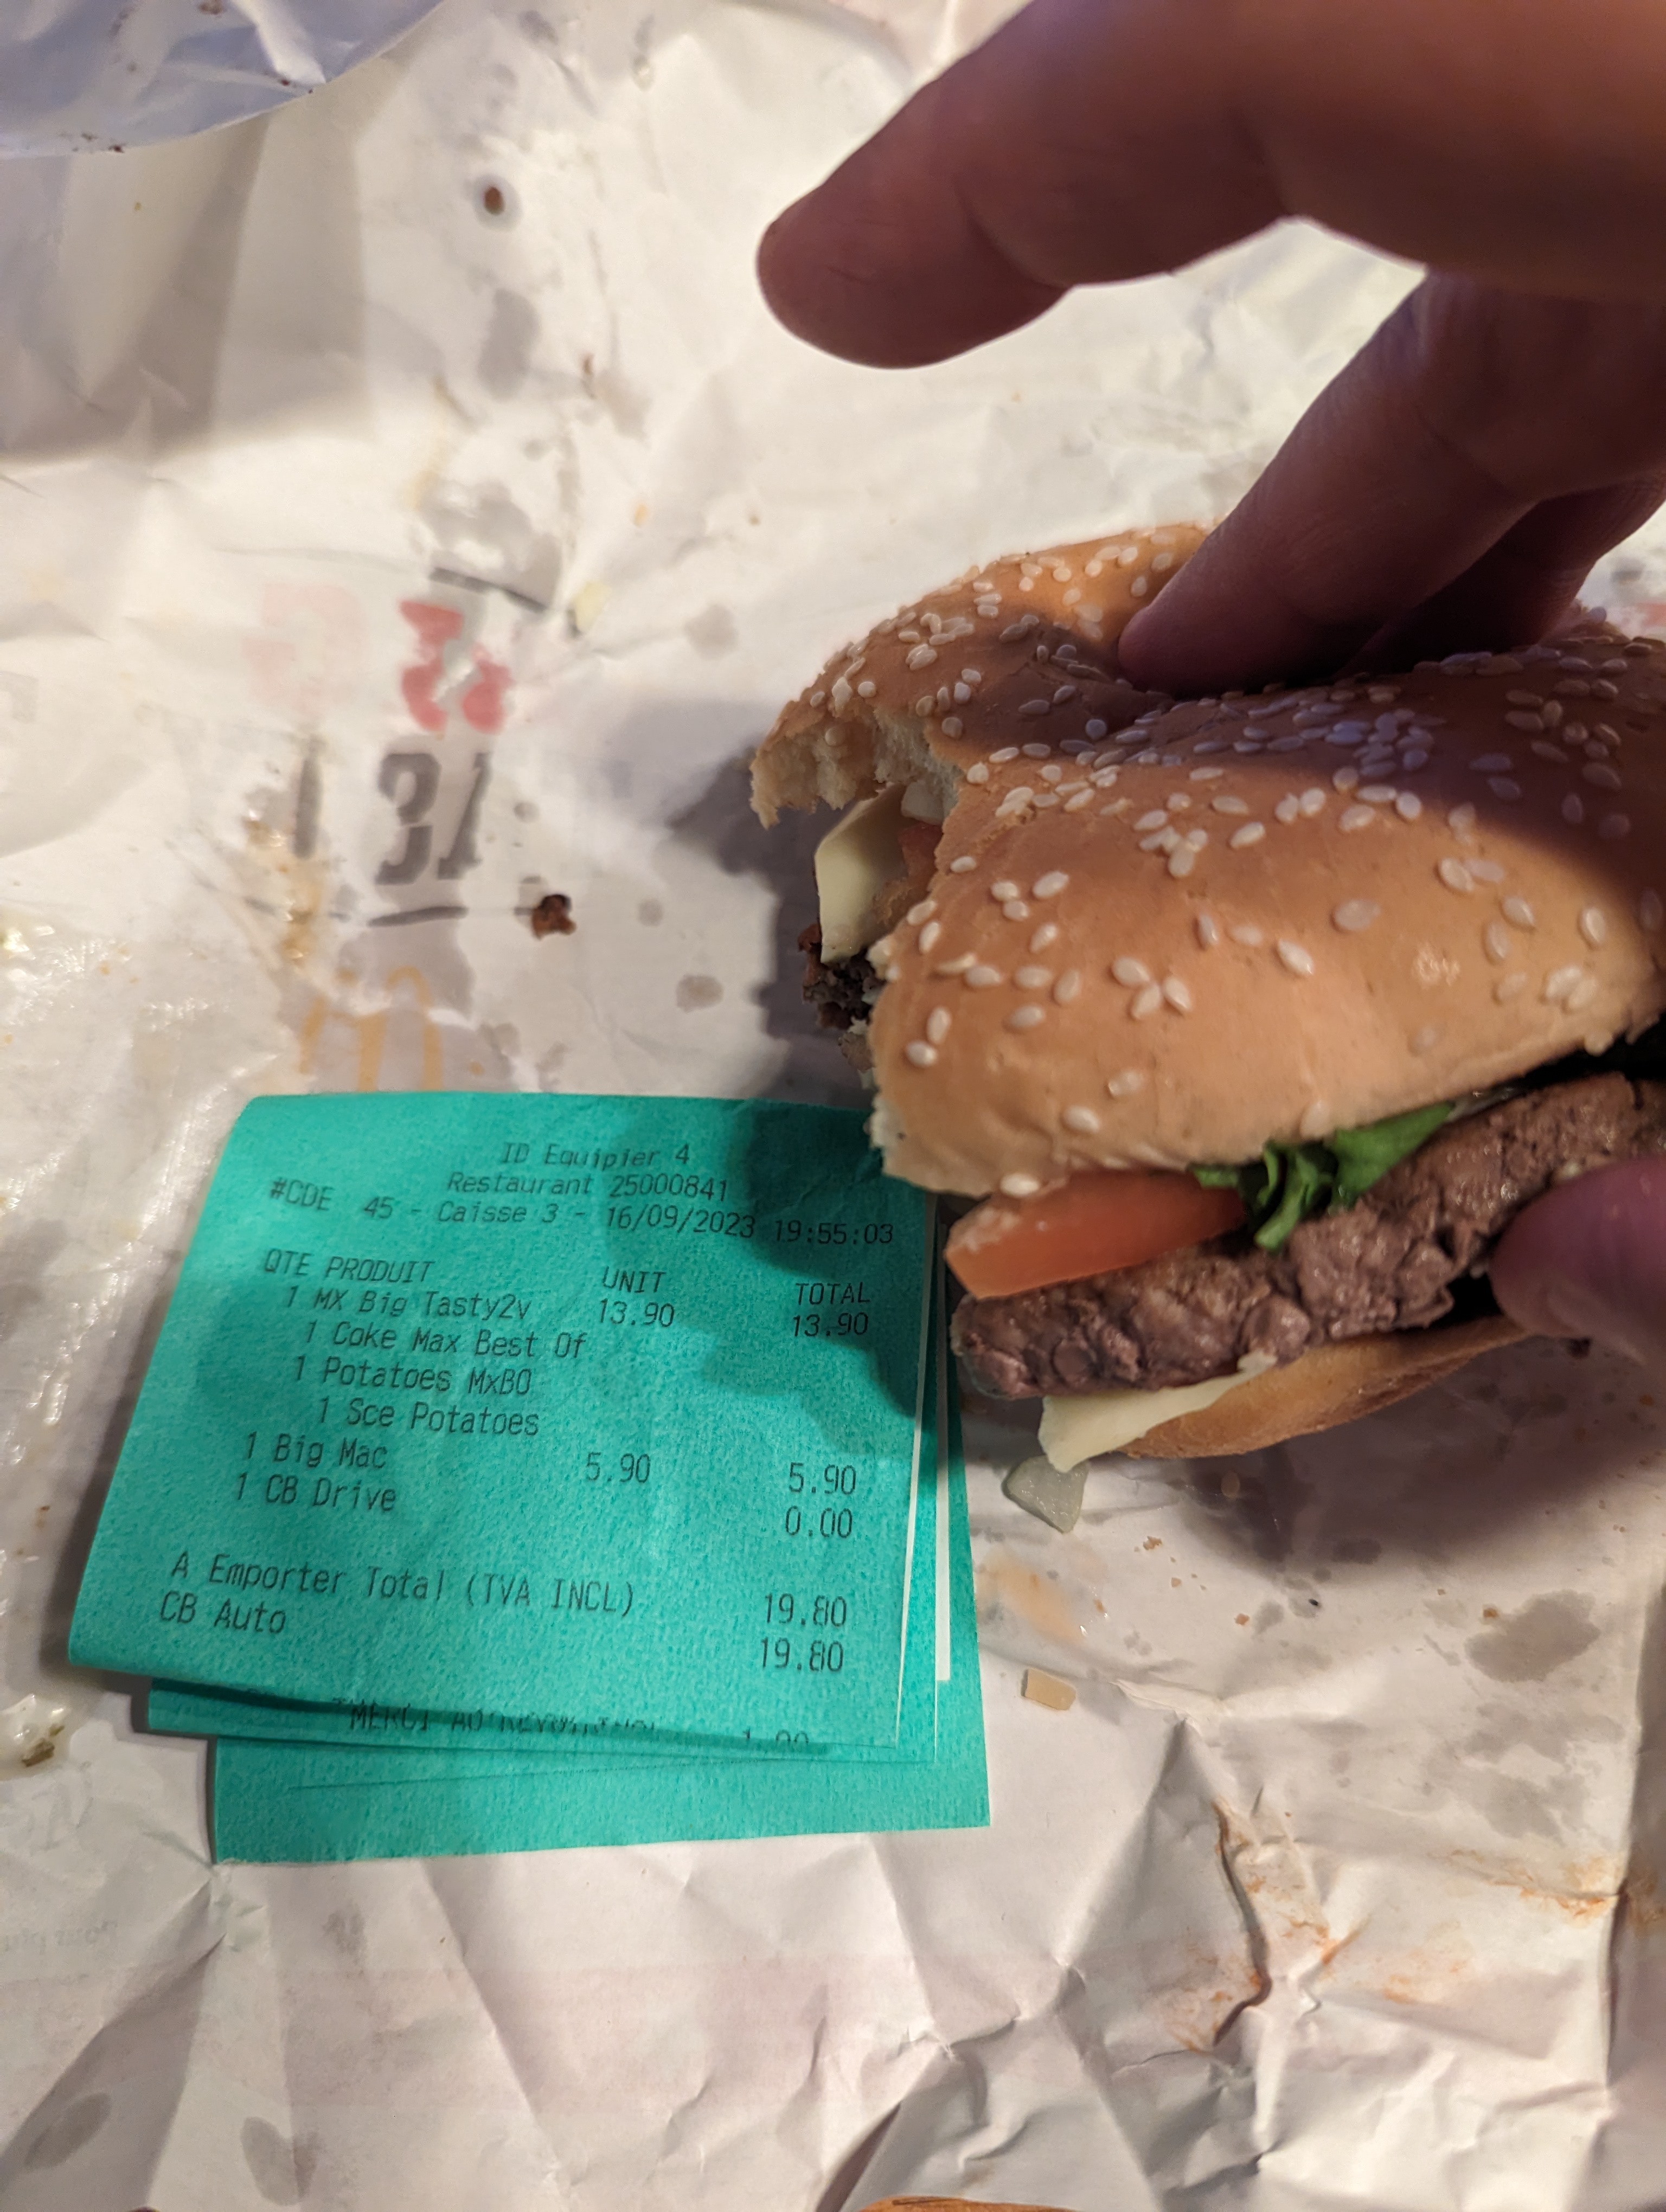 ID Equipier 4
Restaurant 25000841
#CDE 45 - Caisse 3 - 16/09/2023 19:55:03
QTE PRODUIT UNIT TOTAL
1 MX Big Tasty2v 13.90 13.90
1 Coke Max Best Of
1 Potatoes MxBO
1 Sce Potatoes
1 Big Mac 5.90 5.90
1 CB Drive 0.00
A Emporter Total (TVA INCL) 19.80
CB Auto 19.80
MERCI AU